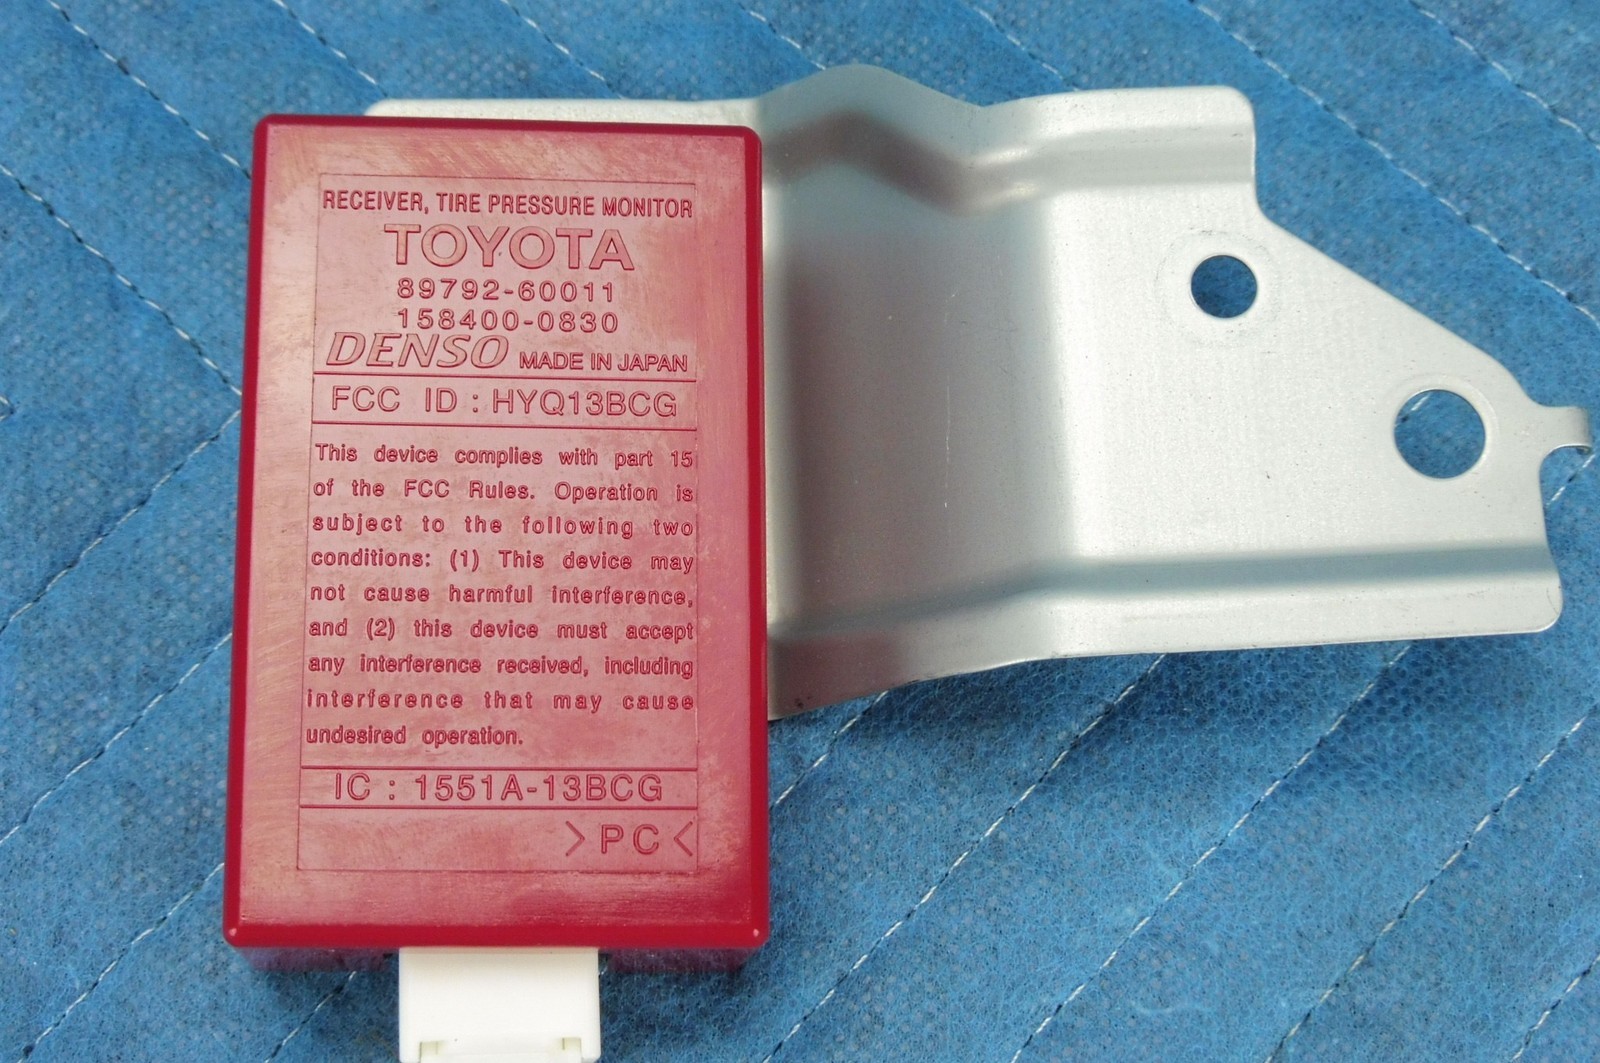 RECEIVER, TIRE PRESSURE MONITOR
TOYOTA
89792-60011
158400-0830
DENSO MADE IN JAPAN
FCC ID : HYQ13BCG
This device complies with part 15
of the FCC Rules. Operation is
subject to the following two
conditions: (1) This device may
not cause harmful interference,
and (2) this device must accept
any interference received, including
interference that may cause
undesired operation.
IC : 1551A-13BCG
>PC<